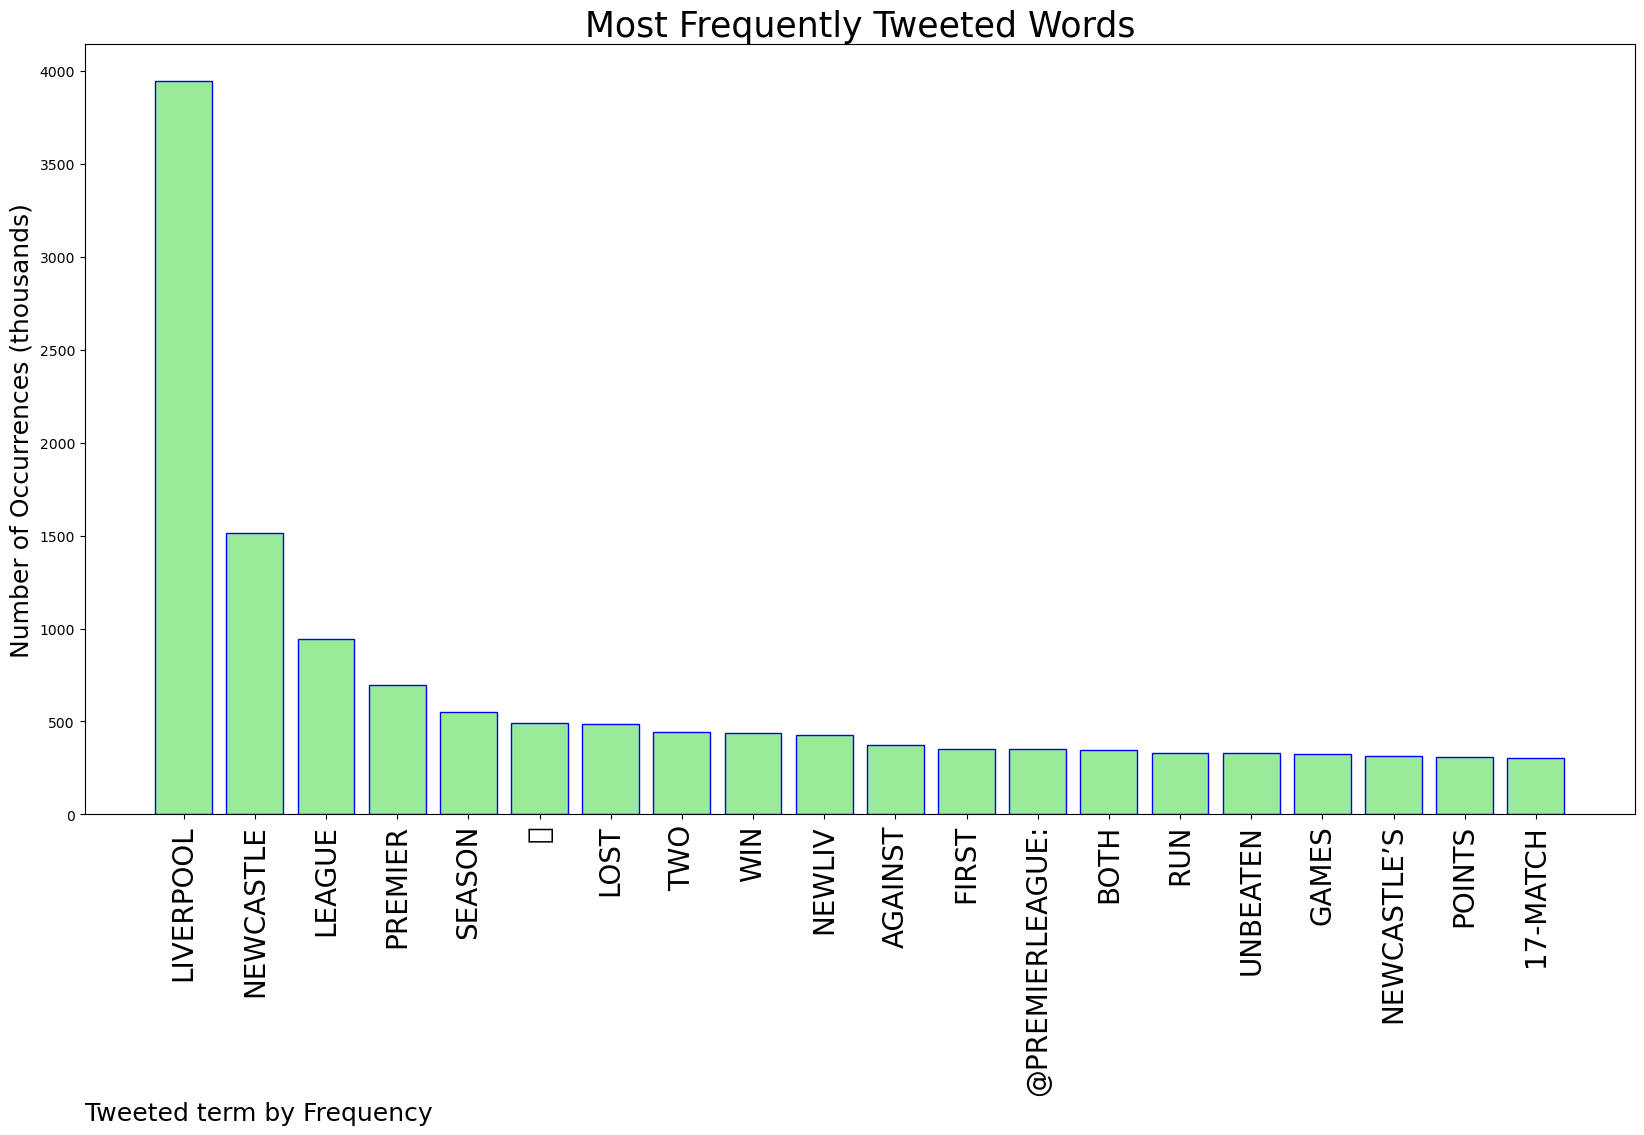 Most Frequently Tweeted Words
Number of Occurrences (thousands)
4000
3500
3000
2500
2000
1500
1000
500
0
LIVERPOOL
NEWCASTLE
LEAGUE
PREMIER
SEASON
LOST
TWO
WIN
NEWLIV
AGAINST
FIRST
@PREMIERLEAGUE:
BOTH
RUN
UNBEATEN
GAMES
NEWCASTLE’S
POINTS
17-MATCH
Tweeted term by Frequency